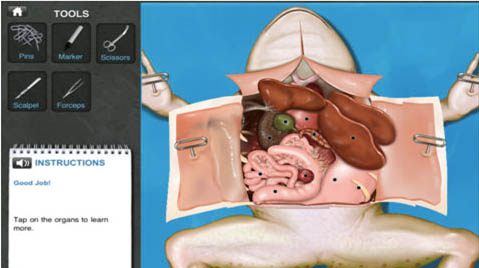 TOOLS
Pins Marker Scissors
Scalpel Forceps
INSTRUCTIONS
Good Job!
Tap on the organs to learn
more.